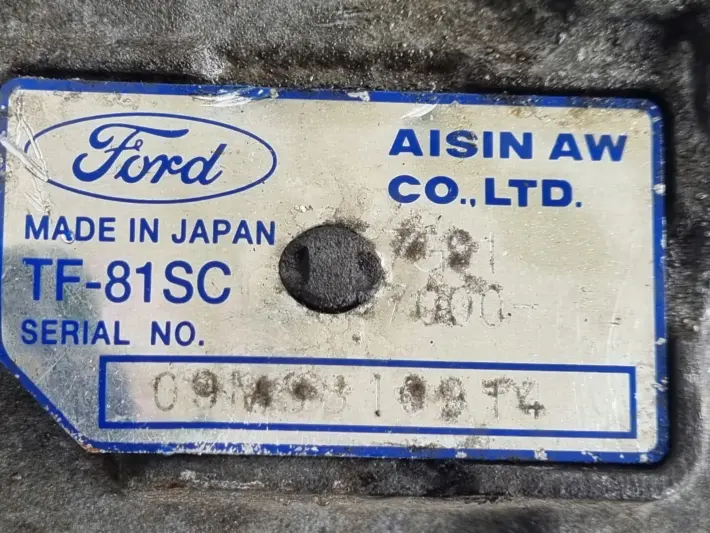 Ford
AISIN AW
CO., LTD.
MADE IN JAPAN
TF-81SC
SERIAL NO.